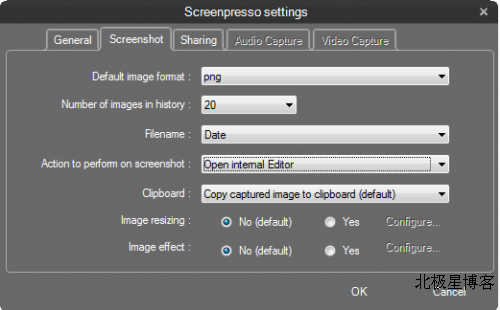 Screenpresso settings
General Screenshot Sharing Audio Capture Video Capture
Default image format : png
Number of images in history : 20
Filename : Date
Action to perform on screenshot : Open internal Editor
Clipboard : Copy captured image to clipboard (default)
Image resizing : No (default) Yes Configure...
Image effect : No (default) Yes Configure...
北极星博客
OK Cancel